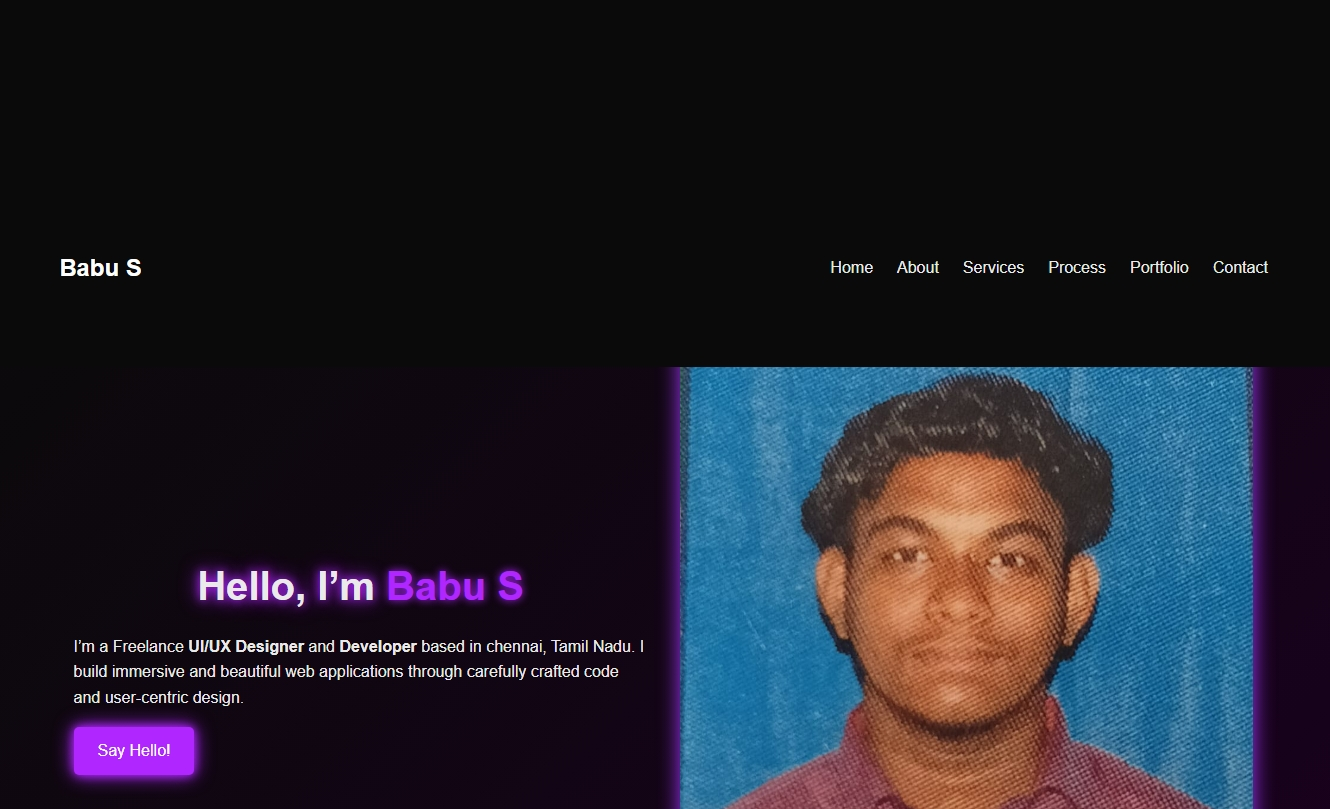 Babu S
Home About Services Process Portfolio Contact
Hello, I’m Babu S
I’m a Freelance UI/UX Designer and Developer based in chennai, Tamil Nadu. I
build immersive and beautiful web applications through carefully crafted code
and user-centric design.
Say Hello!